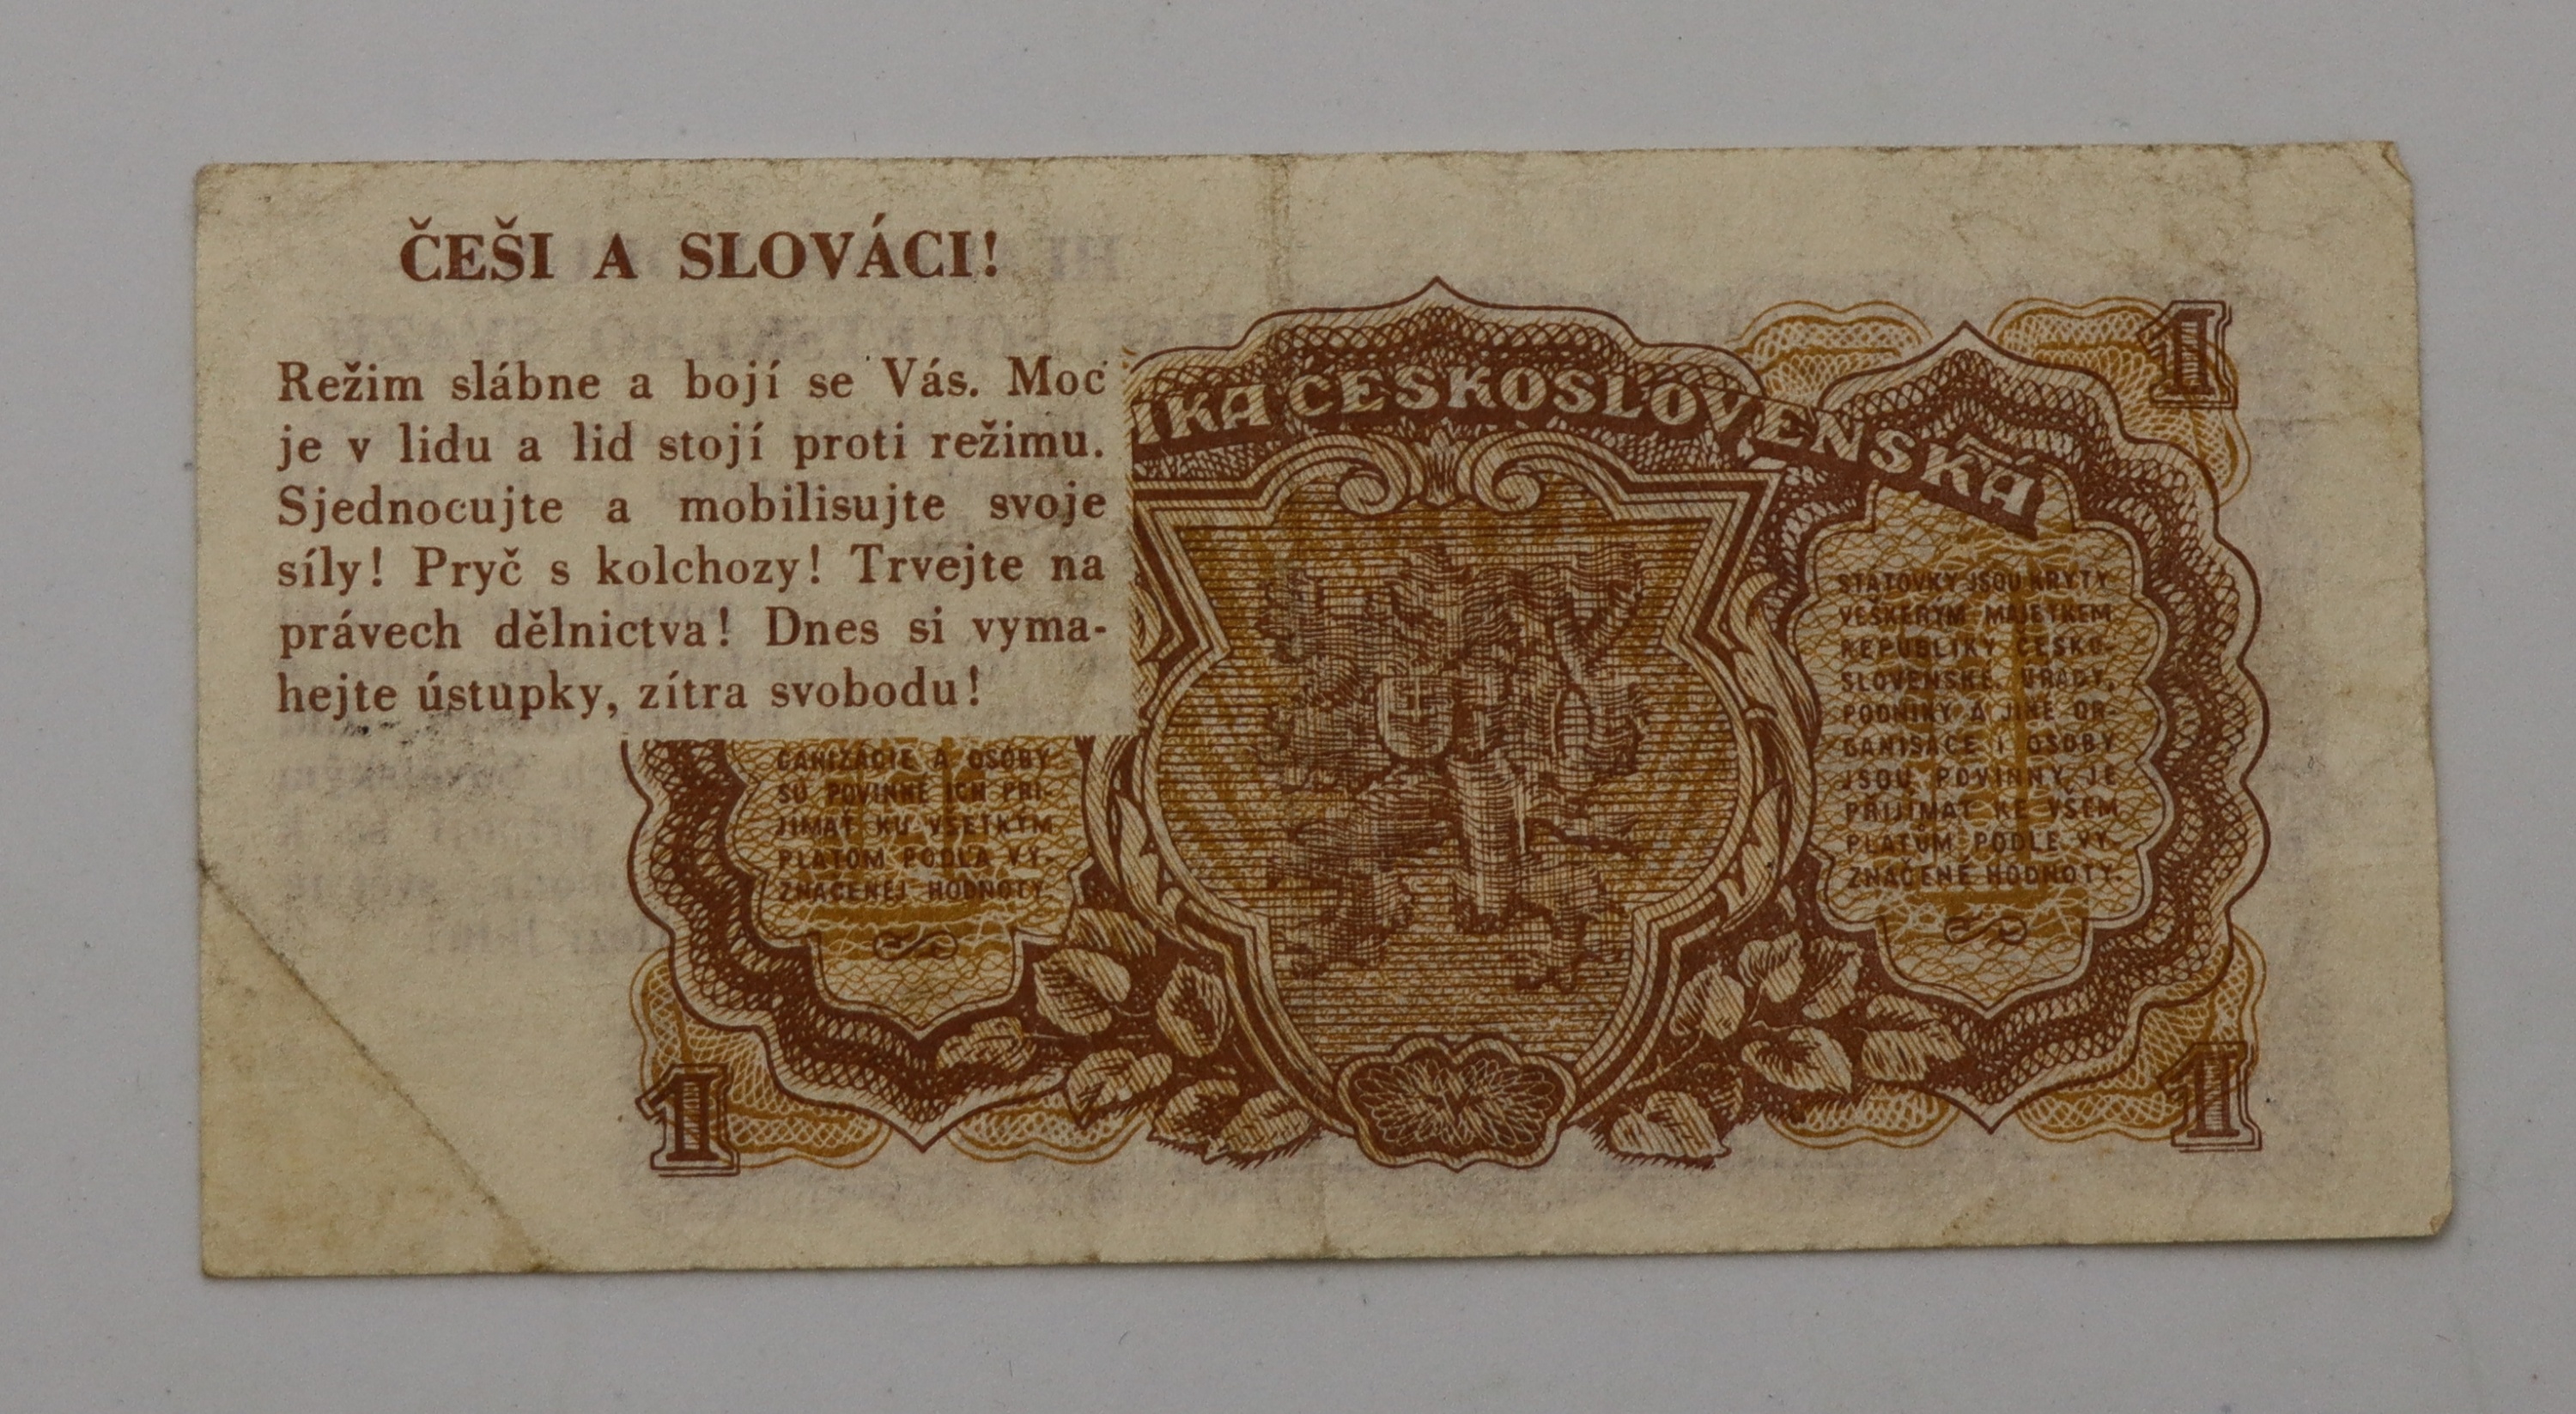 ČEŠI A SLOVÁCI!
Režim slábne a bojí se Vás. Moc
je v lidu a lid stojí proti režimu.
Sjednocujte a mobilisujte svoje
síly! Pryč s kolchozy! Trvejte na
právech dělnictva! Dnes si vyma-
hejte ústupky, zítra svobodu!
IKA ČESKOSLOVENSKÁ
1
GANIZÁCIE A OSOBY
SÚ POVINNÉ ICH PRI-
JÍMAŤ KU VŠETKÝM
PLATOM PODĽA VY-
ZNAČENEJ HODNOTY.
STÁTOVKY JSOU KRYTY
VEŠKERÝM MAJETKEM
REPUBLIKY ČESKO-
SLOVENSKÉ. ÚŘADY,
PODNIKY A JINÉ OR-
GANISACE I OSOBY
JSOU POVINNY JE
PŘIJÍMAT KE VŠEM
PLATŮM PODLE VY-
ZNAČENÉ HODNOTY.
1
1